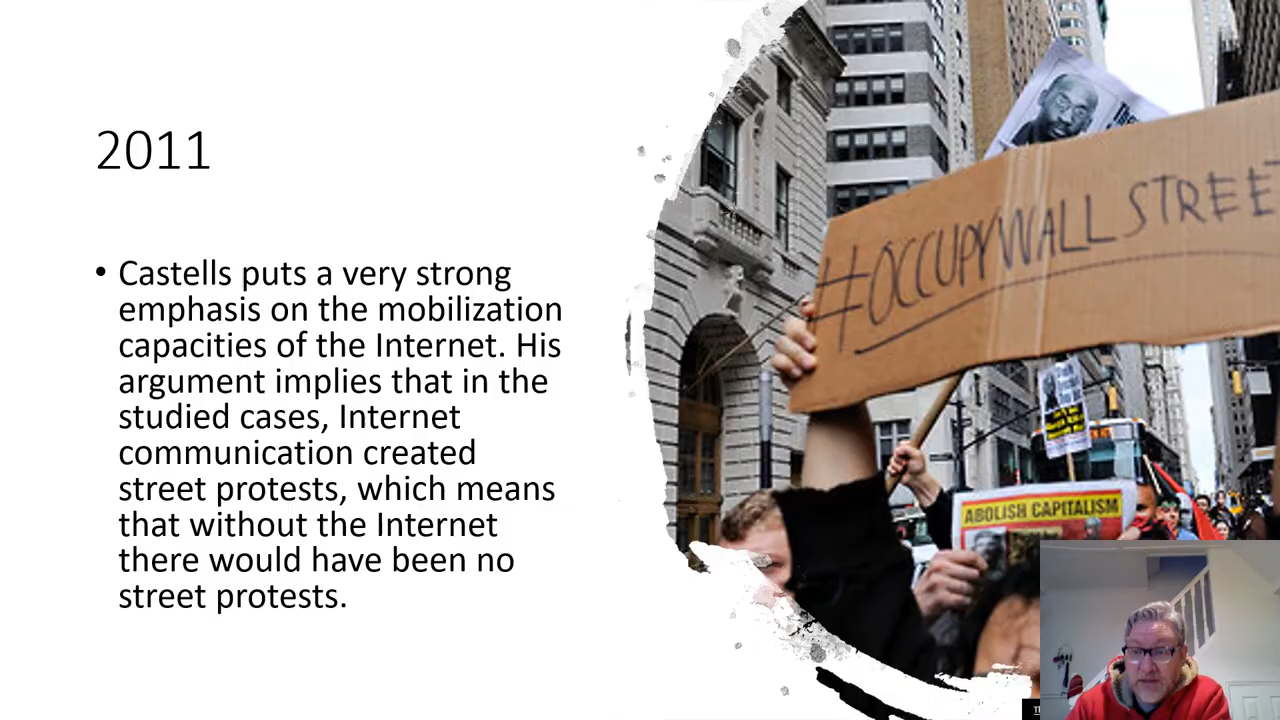 2011
• Castells puts a very strong
emphasis on the mobilization
capacities of the Internet. His
argument implies that in the
studied cases, Internet
communication created
street protests, which means
that without the Internet
there would have been no
street protests.
#OCCUPYWALLSTREET
ABOLISH CAPITALISM